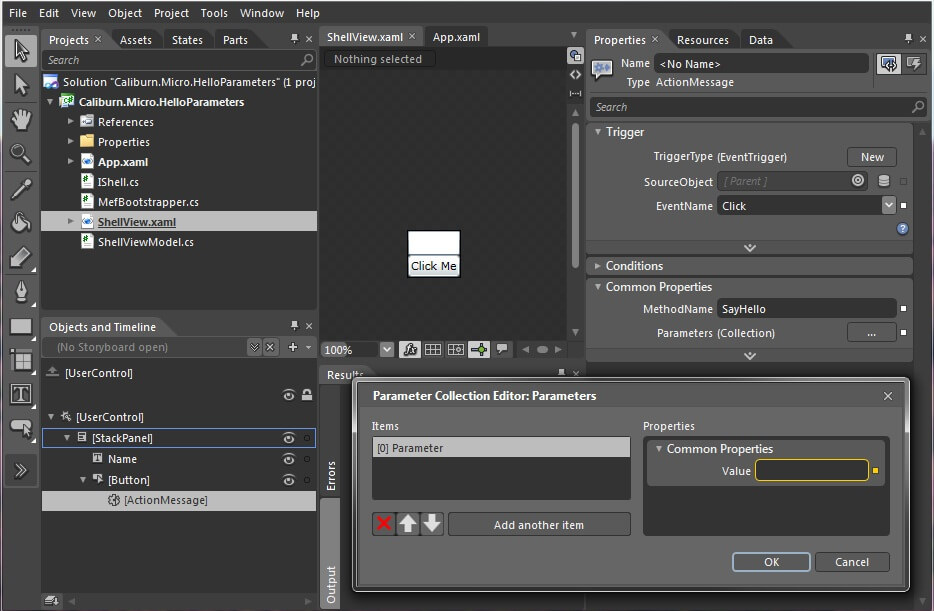 File Edit View Object Project Tools Window Help
Projects × Assets States Parts
Search
Solution "Caliburn.Micro.HelloParameters" (1 proj
Caliburn.Micro.HelloParameters
References
Properties
App.xaml
IShell.cs
MefBootstrapper.cs
ShellView.xaml
ShellViewModel.cs
Objects and Timeline
(No Storyboard open)
[UserControl]
[UserControl]
[StackPanel]
Name
[Button]
[ActionMessage]
ShellView.xaml × App.xaml
Nothing selected
Click Me
100%
Results
Errors
Output
Properties × Resources Data
Name <No Name>
Type ActionMessage
Search
Trigger
TriggerType (EventTrigger) New
SourceObject [ Parent ]
EventName Click
Conditions
Common Properties
MethodName SayHello
Parameters (Collection) ...
Parameter Collection Editor: Parameters
Items
[0] Parameter
Add another item
Properties
Common Properties
Value
OK Cancel